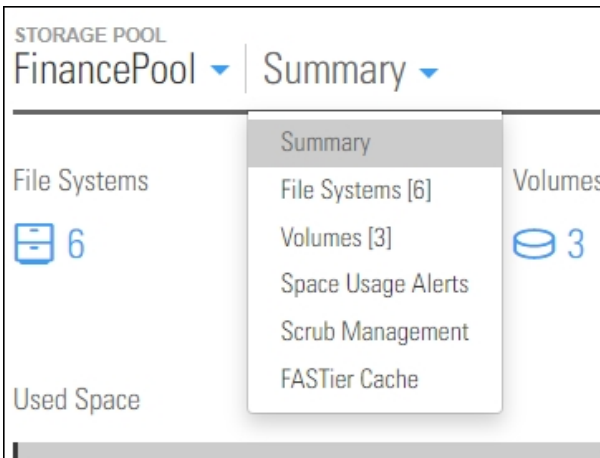 STORAGE POOL
FinancePool Summary
Summary
File Systems [6]
Volumes [3]
Space Usage Alerts
Scrub Management
FASTier Cache
File Systems
6
Volumes
3
Used Space